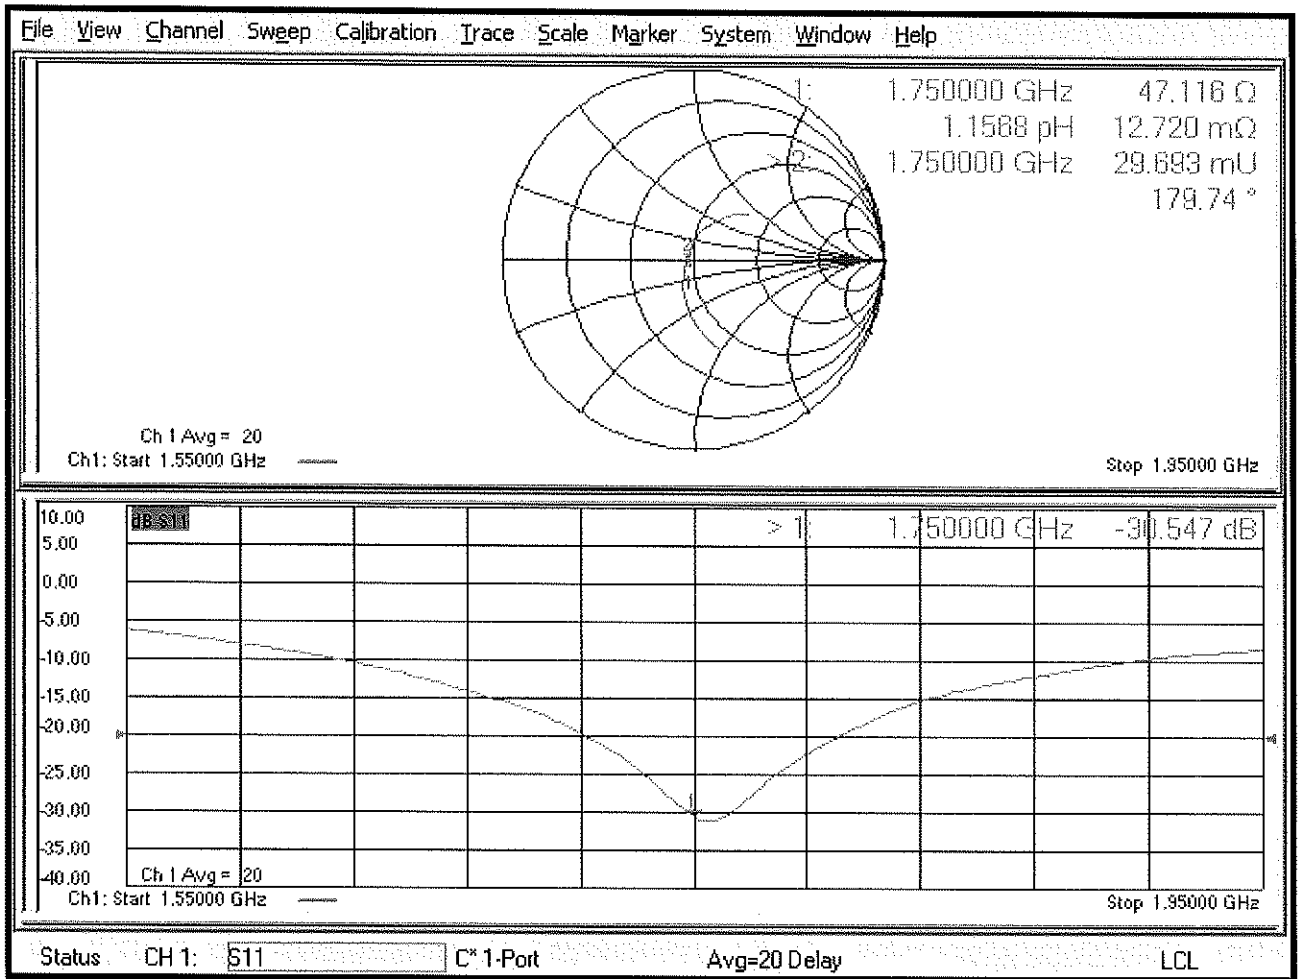 File View Channel Sweep Calibration Trace Scale Marker System Window Help
1: 1.750000 GHz 47.116 Ω
1.1568 pH 12.720 mΩ
> 2: 1.750000 GHz 29.693 mU
179.74 °
Ch 1 Avg = 20
Ch1: Start 1.55000 GHz
Stop 1.95000 GHz
10.00
dB S11
> 1: 1.750000 GHz -30.547 dB
5.00
0.00
-5.00
-10.00
-15.00
-20.00
-25.00
-30.00
1
-35.00
-40.00
Ch 1 Avg = 20
Ch1: Start 1.55000 GHz
Stop 1.95000 GHz
Status CH 1: S11 C* 1-Port Avg=20 Delay LCL